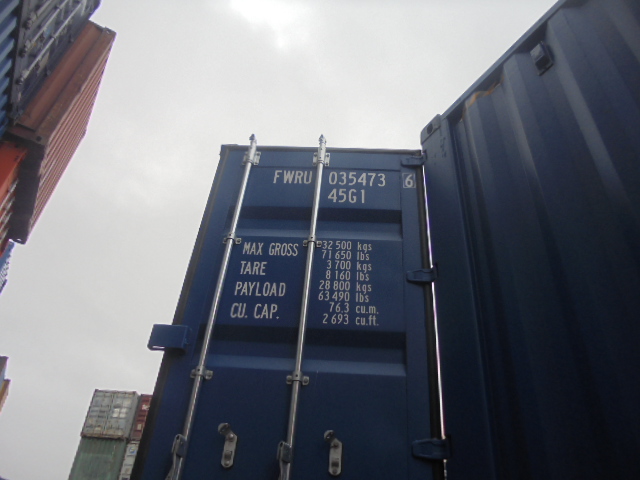 FWRU 035473 6
45G1
MAX GROSS 32 500 kgs
71 650 lbs
TARE 3 700 kgs
8 160 lbs
PAYLOAD 28 800 kgs
63 490 lbs
CU. CAP. 76.3 cu.m.
2 693 cu.ft.